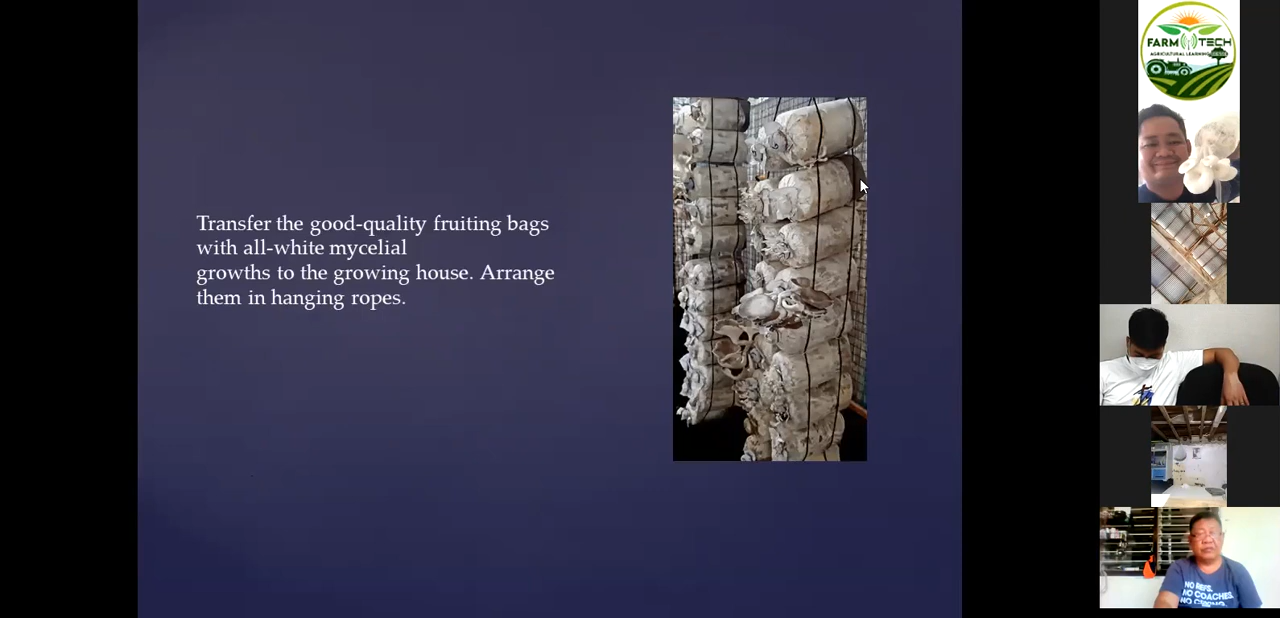 Transfer the good-quality fruiting bags
with all-white mycelial
growths to the growing house. Arrange
them in hanging ropes.
FARM TECH
AGRICULTURAL LEARNING
NO REFS.
NO COACHES.